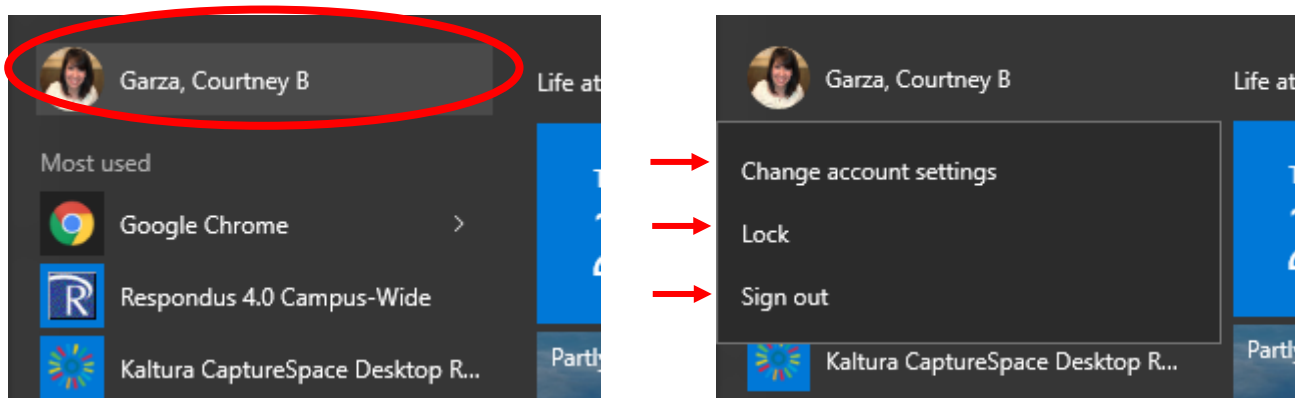 Garza, Courtney B
Life at
Most used
Google Chrome
Respondus 4.0 Campus-Wide
Kaltura CaptureSpace Desktop R...
Partly
Garza, Courtney B
Life at
Change account settings
Lock
Sign out
Kaltura CaptureSpace Desktop R...
Partly